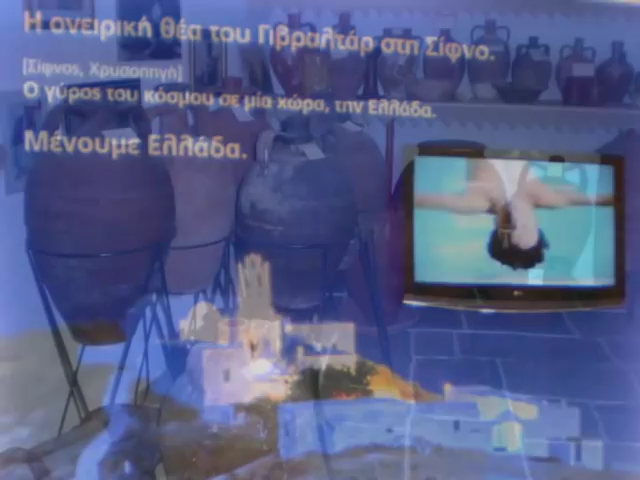 Η ονειρική θέα του Γιβραλτάρ στη Σίφνο.
[Σίφνος, Χρυσοπηγή]
Ο γύρος του κόσμου σε μία χώρα, την Ελλάδα.
Μένουμε Ελλάδα.